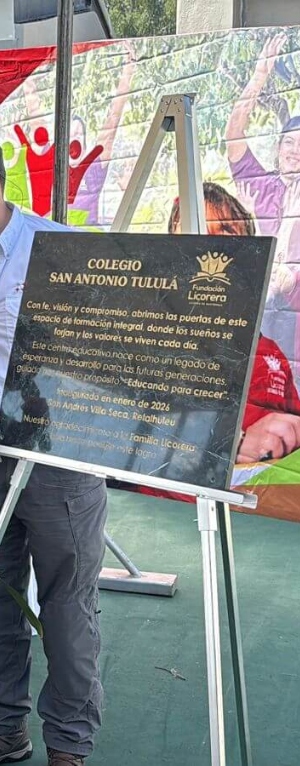 COLEGIO
SAN ANTONIO TULULÁ
Fundación
Licorera
Con fe, visión y compromiso, abrimos las puertas de este
espacio de formación integral, donde los sueños se
forjan y los valores se viven cada día.
Este centro educativo nace como un legado de
esperanza y desarrollo para las futuras generaciones,
guiado por nuestro propósito: "Educando para crecer".
Inaugurado en enero de 2026
San Andrés Villa Seca, Retalhuleu
Nuestro agradecimiento a la Familia Licorera